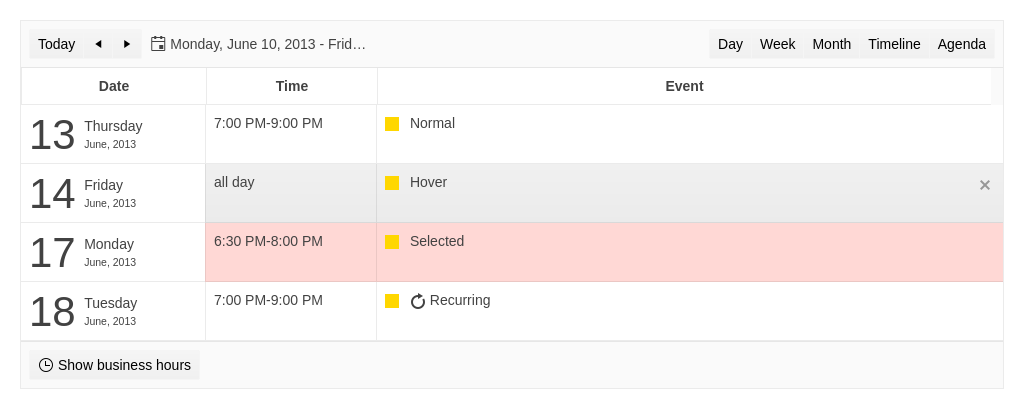 Today Monday, June 10, 2013 - Frid… Day Week Month Timeline Agenda
Date Time Event
13 Thursday June, 2013 7:00 PM-9:00 PM Normal
14 Friday June, 2013 all day Hover
17 Monday June, 2013 6:30 PM-8:00 PM Selected
18 Tuesday June, 2013 7:00 PM-9:00 PM Recurring
Show business hours